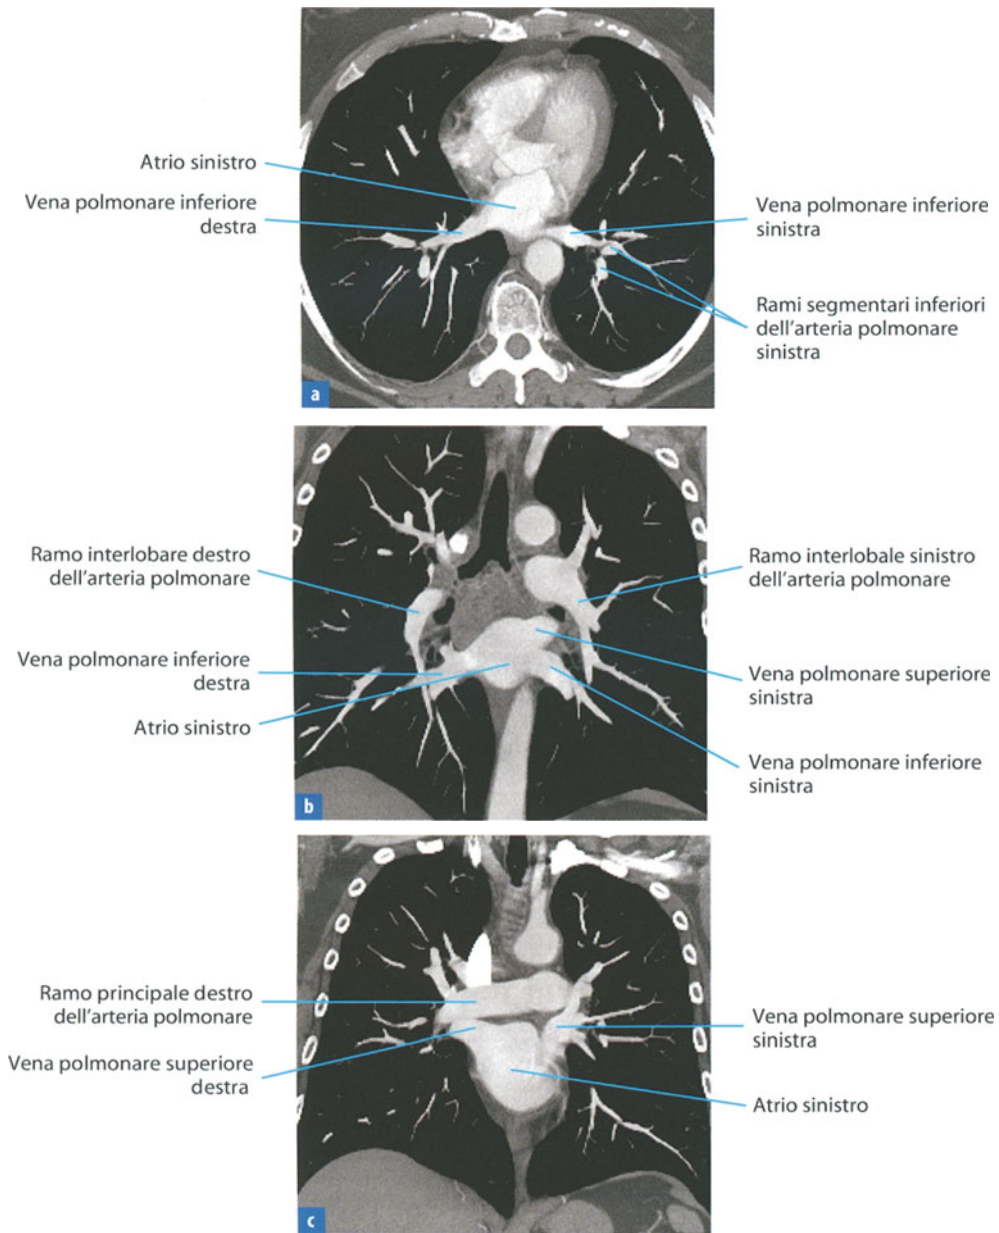 Atrio sinistro
Vena polmonare inferiore
destra
Vena polmonare inferiore
sinistra
Rami segmentari inferiori
dell'arteria polmonare
sinistra
a
Ramo interlobare destro
dell'arteria polmonare
Vena polmonare inferiore
destra
Atrio sinistro
Ramo interlobale sinistro
dell'arteria polmonare
Vena polmonare superiore
sinistra
Vena polmonare inferiore
sinistra
b
Ramo principale destro
dell'arteria polmonare
Vena polmonare superiore
destra
Vena polmonare superiore
sinistra
Atrio sinistro
c